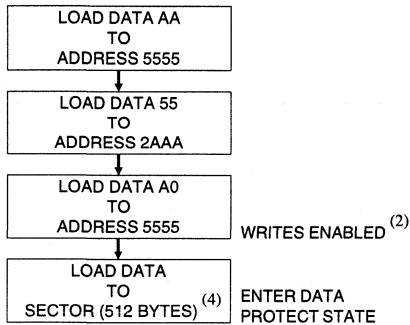 LOAD DATA AA
TO
ADDRESS 5555
LOAD DATA 55
TO
ADDRESS 2AAA
LOAD DATA A0
TO
ADDRESS 5555
WRITES ENABLED (2)
LOAD DATA
TO
SECTOR (512 BYTES) (4)
ENTER DATA
PROTECT STATE